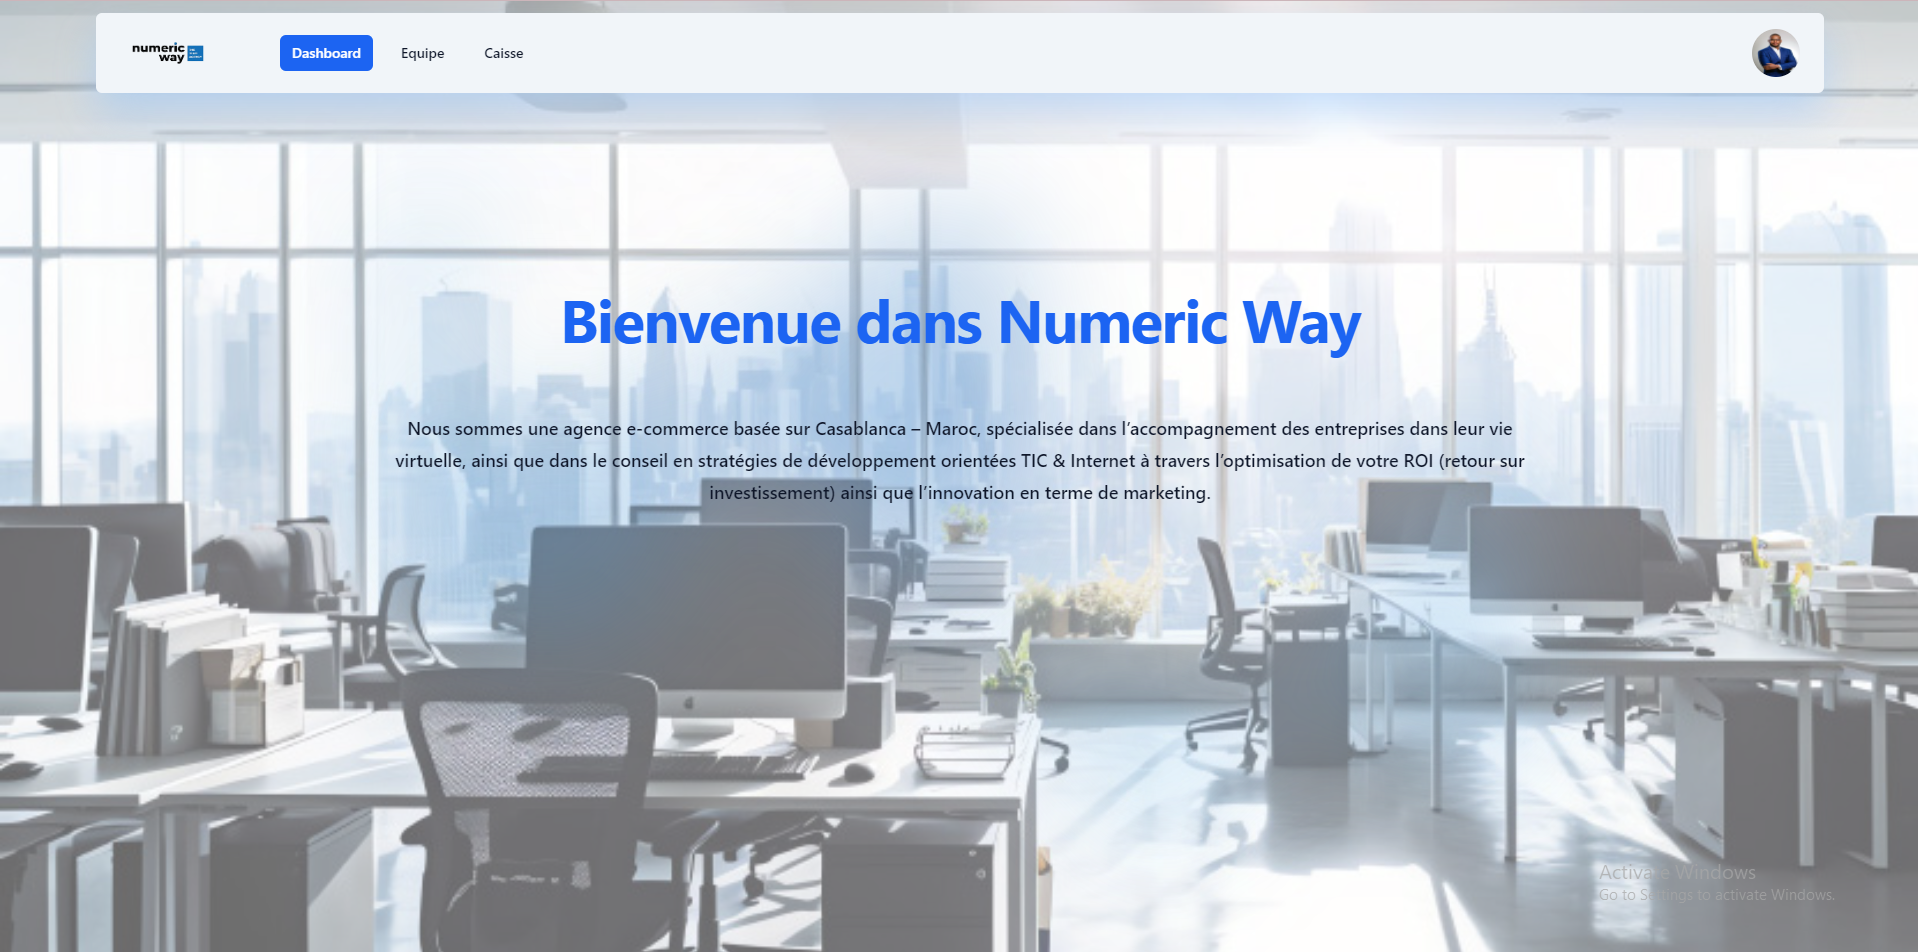 numeric
way
Dashboard
Equipe
Caisse
Bienvenue dans Numeric Way
Nous sommes une agence e-commerce basée sur Casablanca – Maroc, spécialisée dans l’accompagnement des entreprises dans leur vie
virtuelle, ainsi que dans le conseil en stratégies de développement orientées TIC & Internet à travers l’optimisation de votre ROI (retour sur
investissement) ainsi que l’innovation en terme de marketing.
Activate Windows
Go to Settings to activate Windows.